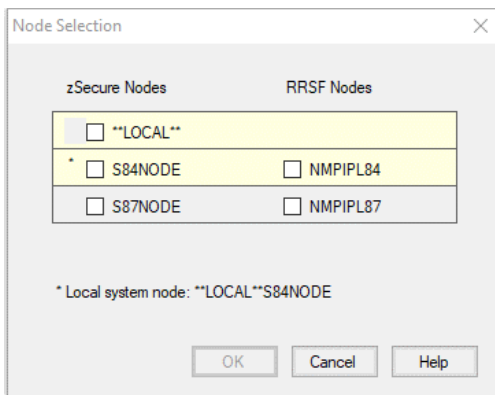 Node Selection
zSecure Nodes RRSF Nodes
**LOCAL**
* S84NODE NMPIPL84
S87NODE NMPIPL87
* Local system node: **LOCAL**S84NODE
OK Cancel Help